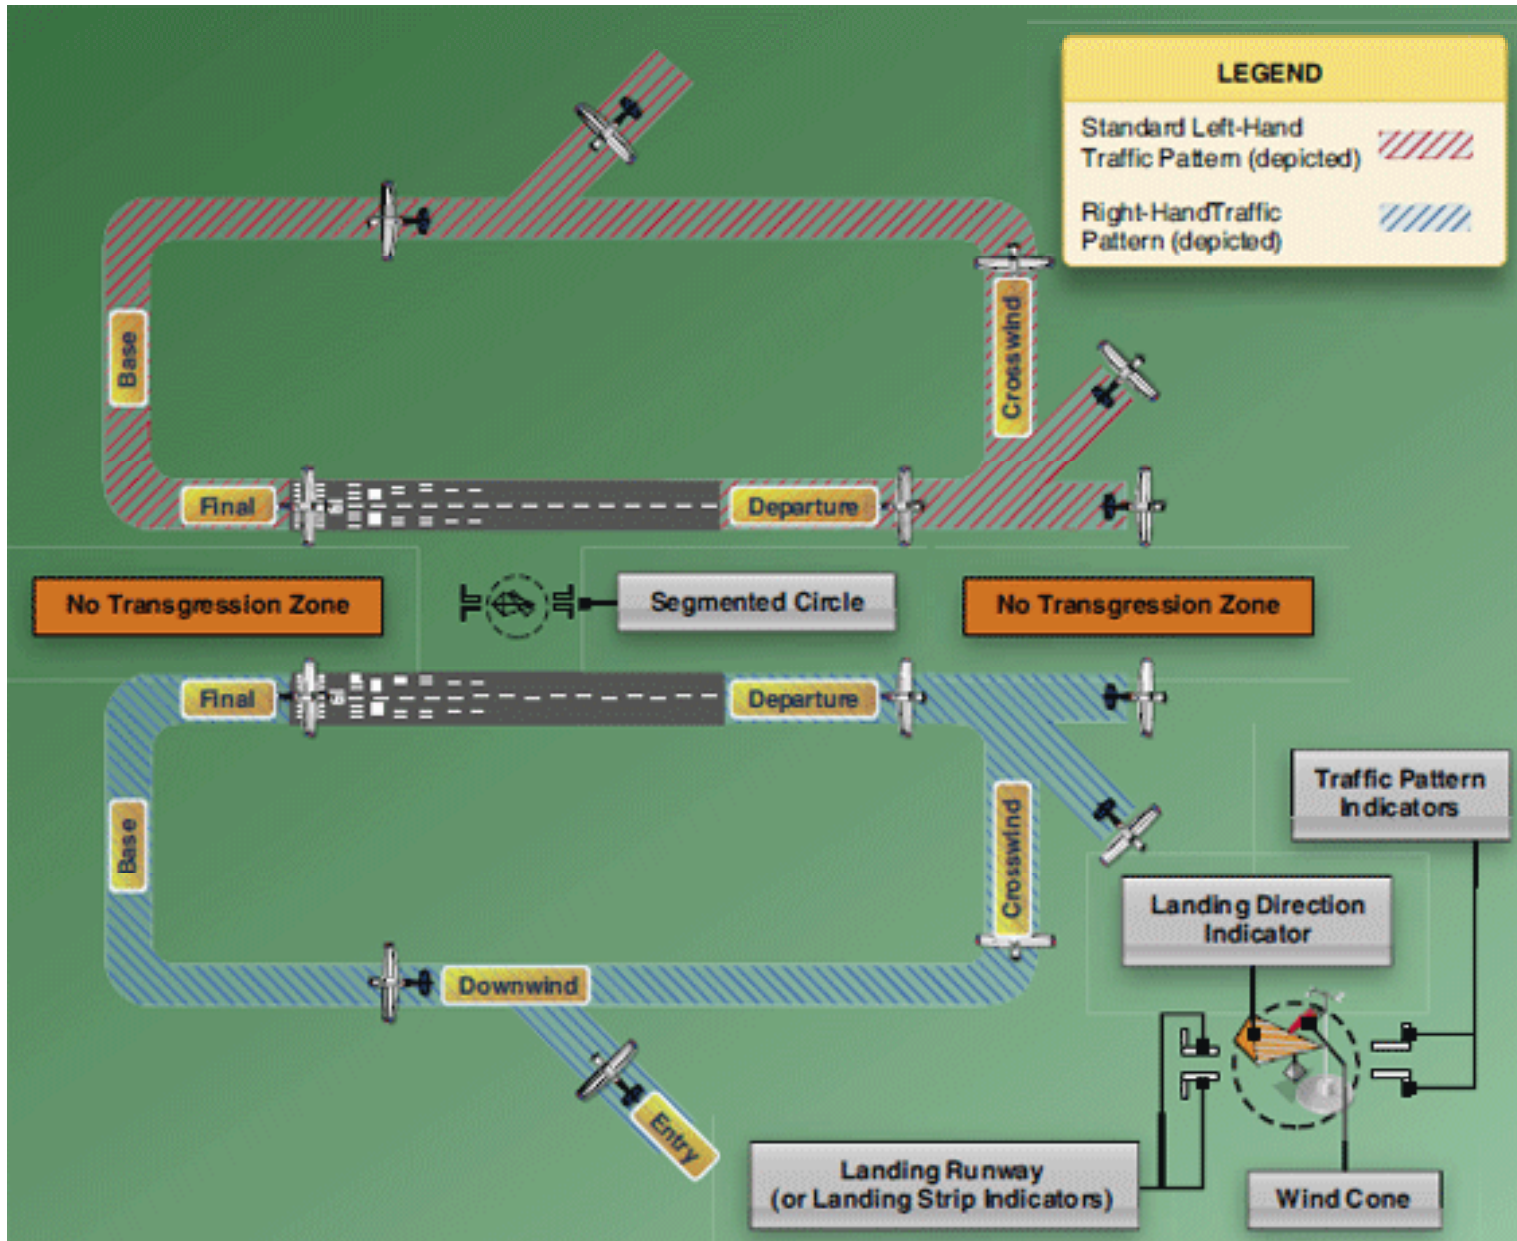 LEGEND
Standard Left-Hand
Traffic Pattern (depicted)
Right-HandTraffic
Pattern (depicted)
Base
Crosswind
Final
Departure
No Transgression Zone
Segmented Circle
No Transgression Zone
Final
Departure
Base
Crosswind
Downwind
Entry
Traffic Pattern
Indicators
Landing Direction
Indicator
Landing Runway
(or Landing Strip Indicators)
Wind Cone